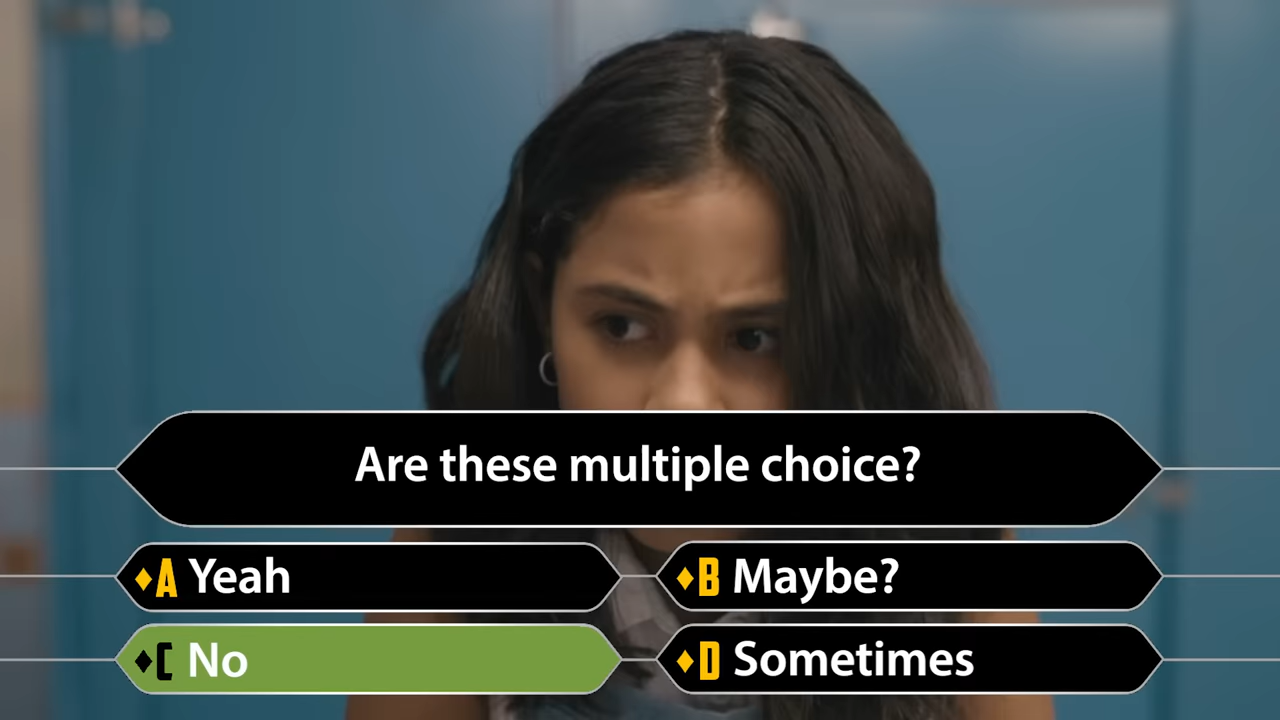 Are these multiple choice?
♦A Yeah
♦B Maybe?
♦C No
♦D Sometimes